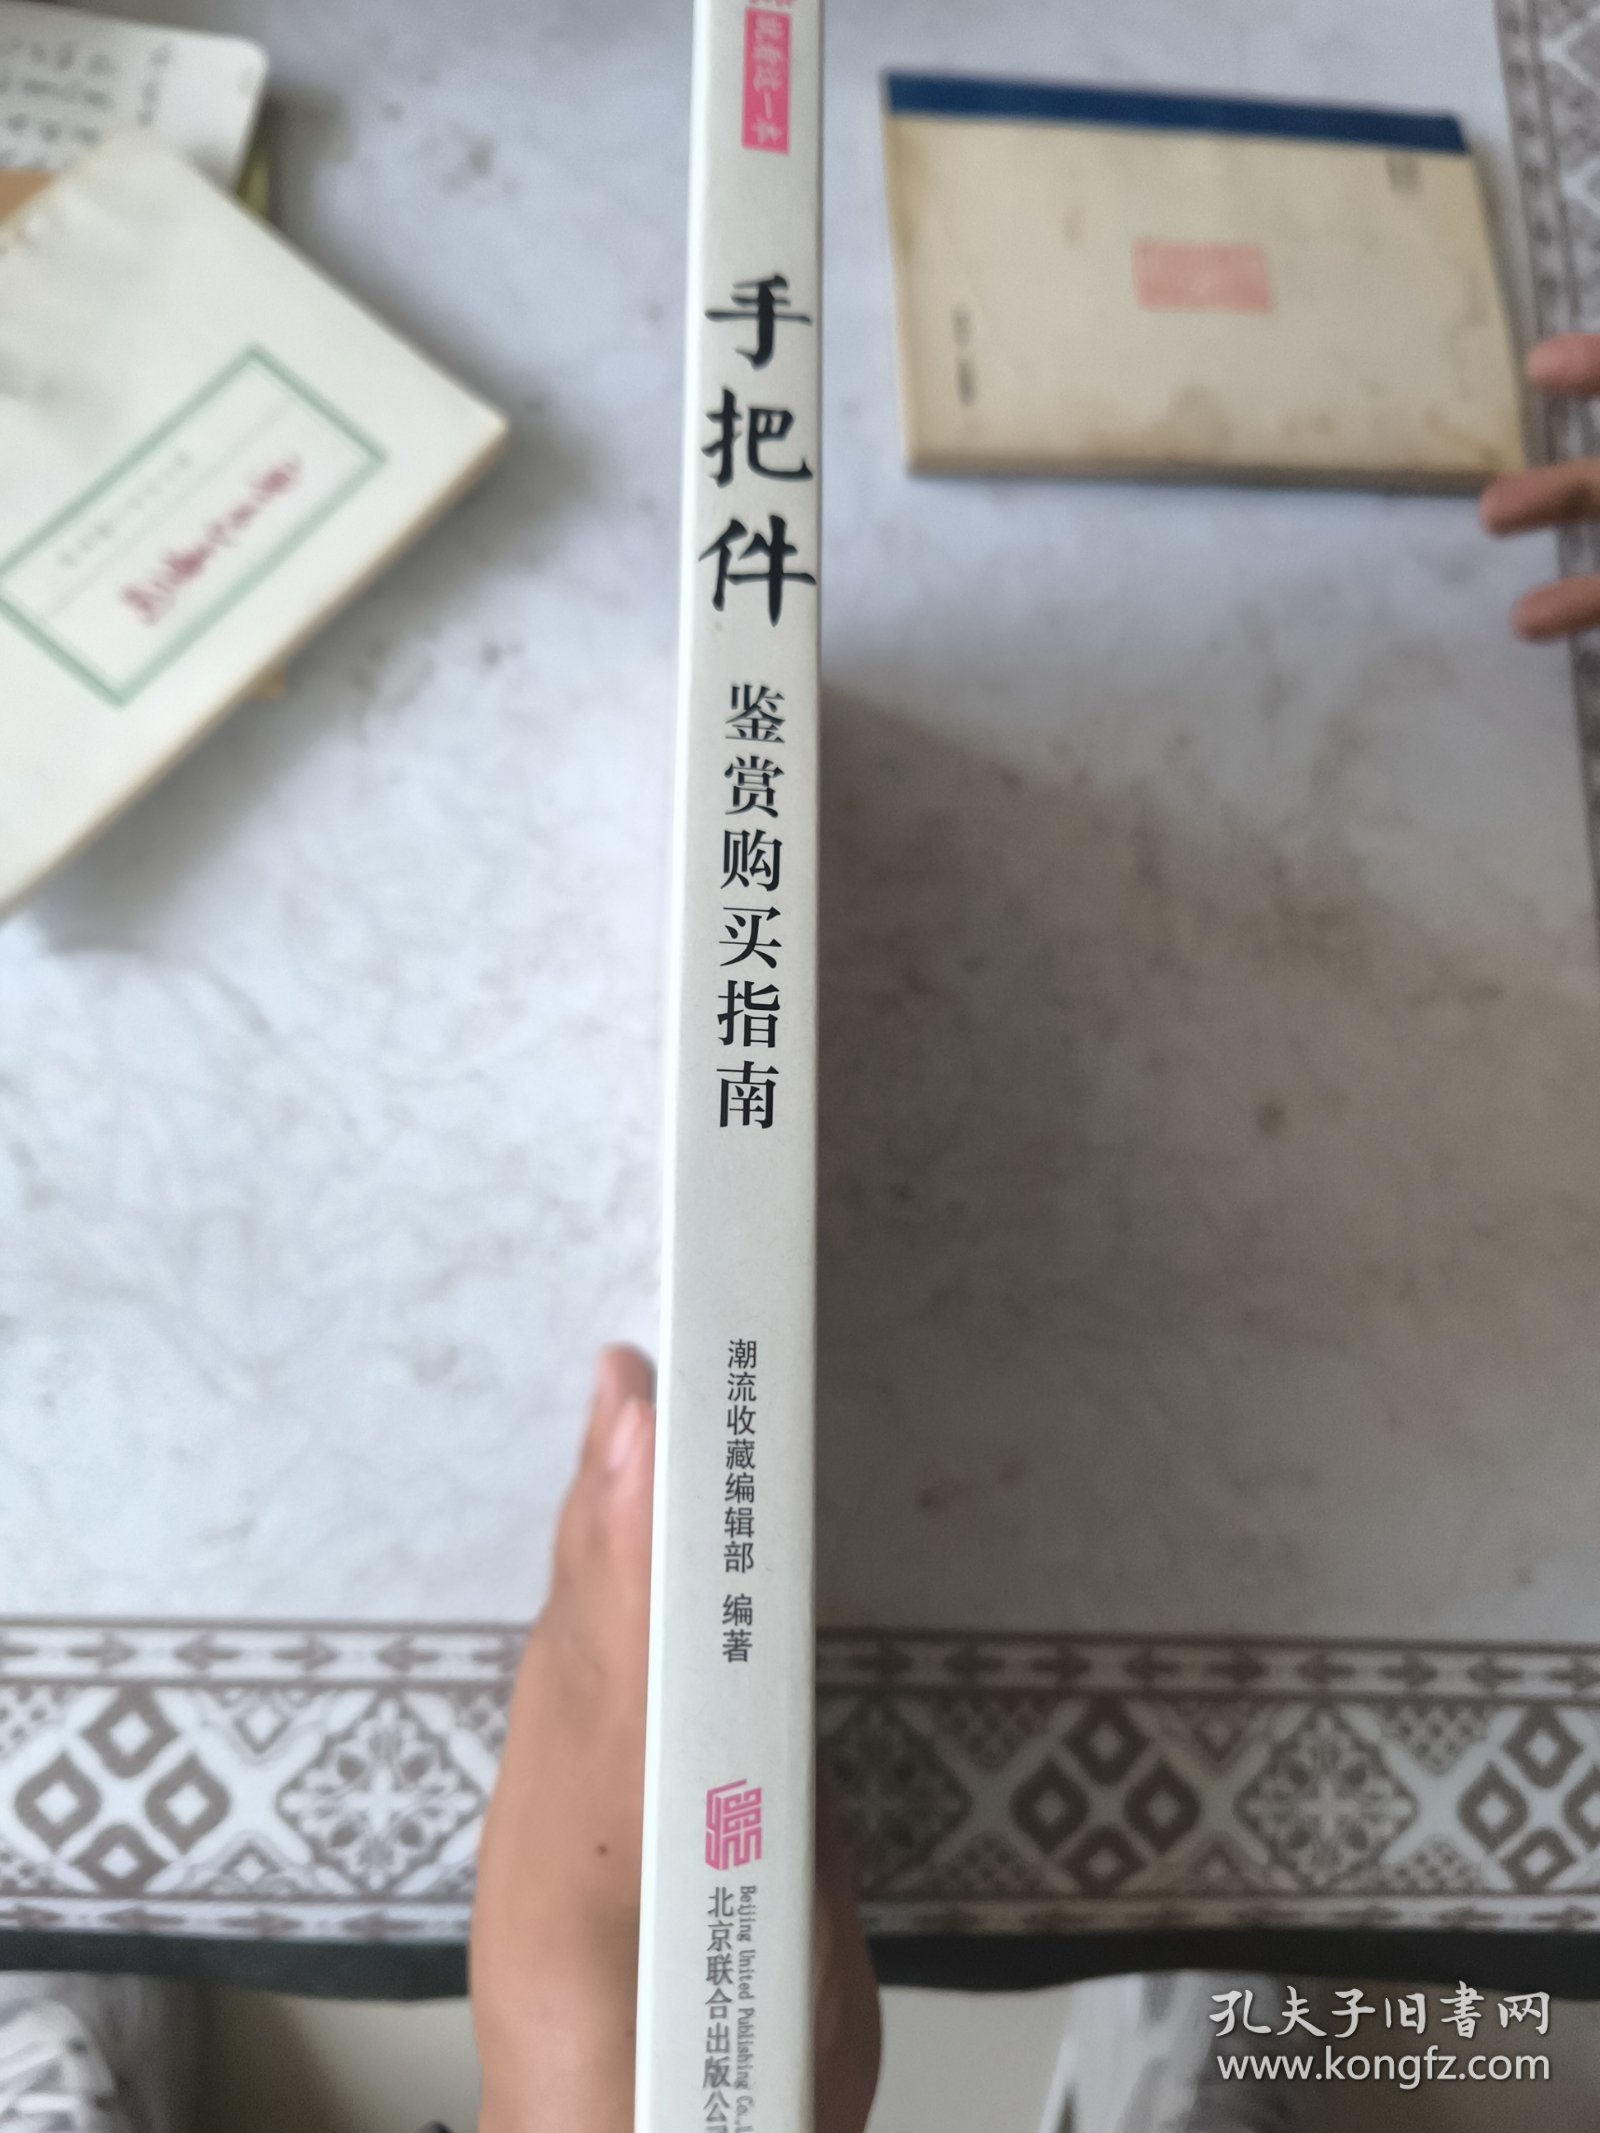 手把件
鉴赏购买指南
潮流收藏编辑部 编著
北京联合出版公
Beijing United Publishing Co.,
孔夫子旧书网
www.kongfz.com